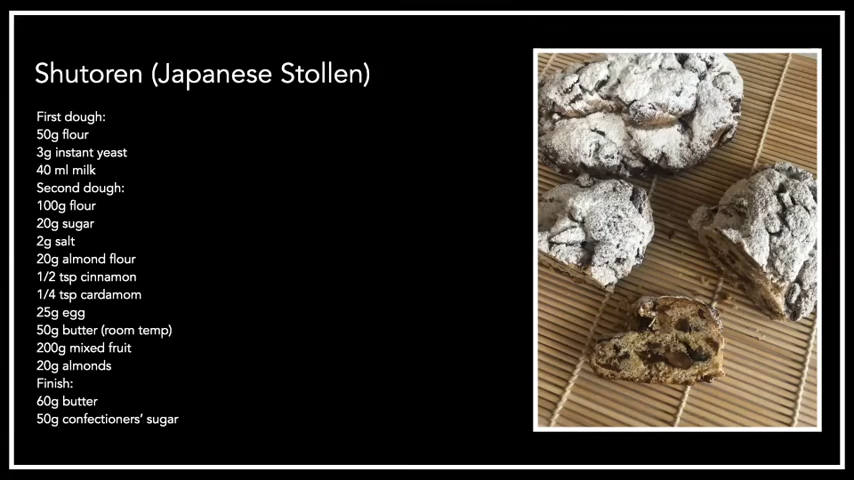 Shutoren (Japanese Stollen)
First dough:
50g flour
3g instant yeast
40 ml milk
Second dough:
100g flour
20g sugar
2g salt
20g almond flour
1/2 tsp cinnamon
1/4 tsp cardamom
25g egg
50g butter (room temp)
200g mixed fruit
20g almonds
Finish:
60g butter
50g confectioners’ sugar